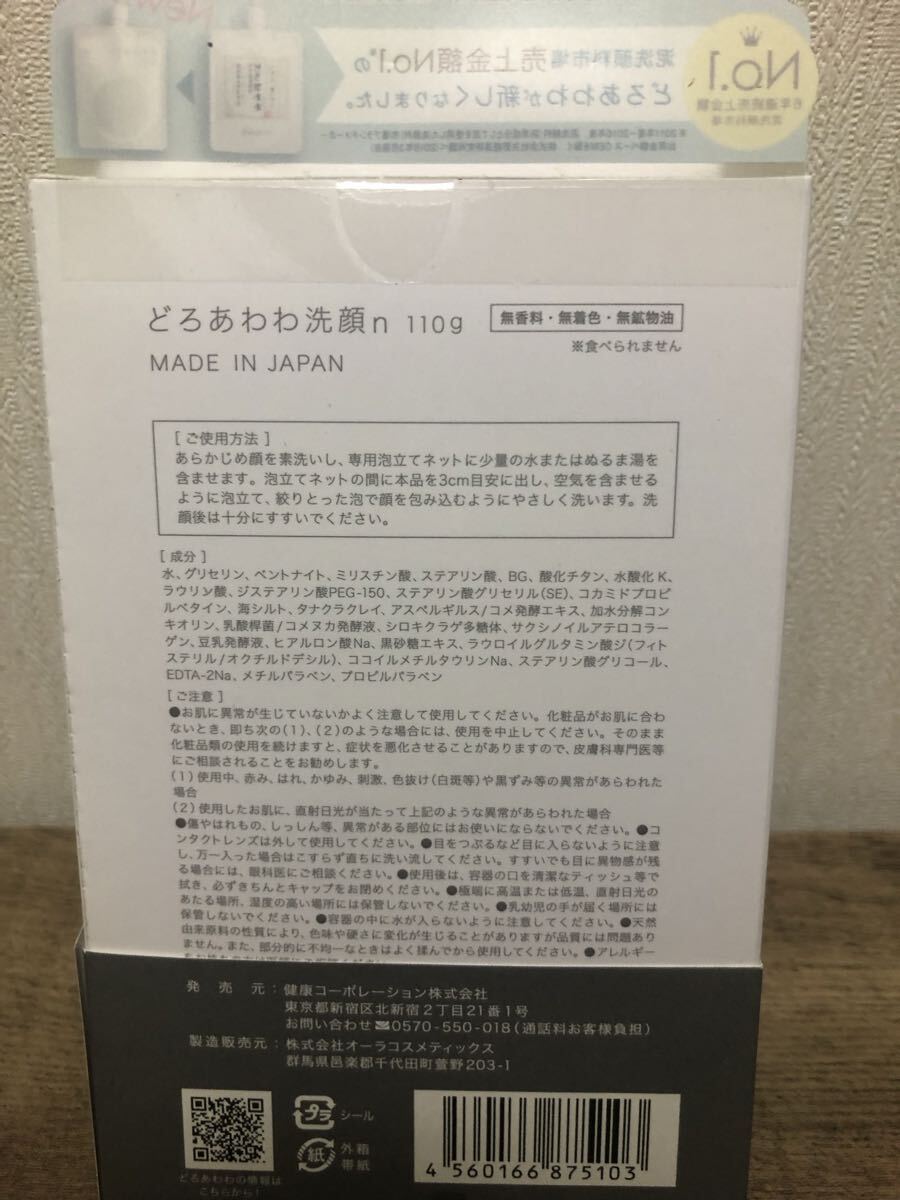 New
泥洗顔料市場売上金額No.1※の
どろあわわが新しくなりました。
No.1
6年連続売上金額
泥洗顔料市場
どろあわわ洗顔n 110g
無香料・無着色・無鉱物油
※食べられません
MADE IN JAPAN
[ ご使用方法 ]
あらかじめ顔を素洗いし、専用泡立てネットに少量の水またはぬるま湯を
含ませます。泡立てネットの間に本品を3cm目安に出し、空気を含ませる
ように泡立て、絞りとった泡で顔を包み込むようにやさしく洗います。洗
顔後は十分にすすいでください。
[ 成分 ]
水、グリセリン、ベントナイト、ミリスチン酸、ステアリン酸、BG、酸化チタン、水酸化K、
ラウリン酸、ジステアリン酸PEG-150、ステアリン酸グリセリル(SE)、コカミドプロピ
ルベタイン、海シルト、タナクラクレイ、アスペルギルス/コメ発酵エキス、加水分解コン
キオリン、乳酸桿菌/コメヌカ発酵液、シロキクラゲ多糖体、サクシノイルアテロコラー
ゲン、豆乳発酵液、ヒアルロン酸Na、黒砂糖エキス、ラウロイルグルタミン酸ジ(フィト
ステリル/オクチルドデシル)、ココイルメチルタウリンNa、ステアリン酸グリコール、
EDTA-2Na、メチルパラベン、プロピルパラベン
[ ご注意 ]
●お肌に異常が生じていないかよく注意して使用してください。化粧品がお肌に合わ
ないとき、即ち次の(1)、(2)のような場合には、使用を中止してください。そのまま
化粧品類の使用を続けますと、症状を悪化させることがありますので、皮膚科専門医等
にご相談されることをお勧めします。
(1)使用中、赤み、はれ、かゆみ、刺激、色抜け(白斑等)や黒ずみ等の異常があらわれた
場合
(2)使用したお肌に、直射日光が当たって上記のような異常があらわれた場合
●傷やはれもの、しっしん等、異常がある部位にはお使いにならないでください。●コ
ンタクトレンズは外して使用してください。●目をつぶるなど目に入らないように注意
し、万一入った場合はこすらず直ちに洗い流してください。すすいでも目に異物感が残
る場合には、眼科医にご相談ください。●使用後は、容器の口を清潔なティッシュ等で
拭き、必ずきちんとキャップをお閉めください。●極端に高温または低温、直射日光の
あたる場所、湿度の高い場所には保管しないでください。●乳幼児の手が届く場所には
保管しないでください。●容器の中に水が入らないように注意してください。●天然
由来原料の性質により、色味や硬さに変化が生じることがありますが品質には問題あり
ません。また、部分的に不均一なときはよく揉んでから使用してください。●アレルギー
発売元：健康コーポレーション株式会社
東京都新宿区北新宿2丁目21番1号
お問い合わせ 0570-550-018(通話料お客様負担)
製造販売元：株式会社オーラコスメティックス
群馬県邑楽郡千代田町萱野203-1
プラ シール
紙 外箱
帯紙
どろあわわの情報は
こちらから!
4 560166 875103